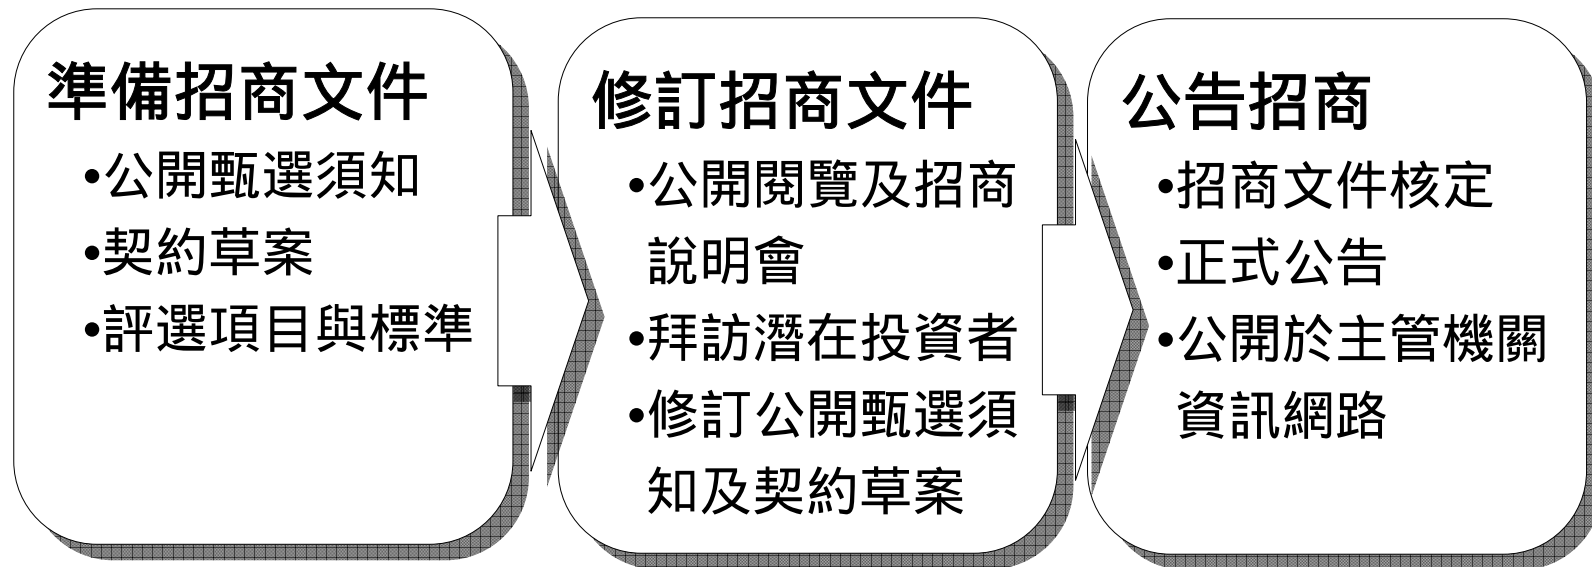 準備招商文件
•公開甄選須知
•契約草案
•評選項目與標準
修訂招商文件
•公開閱覽及招商
說明會
•拜訪潛在投資者
•修訂公開甄選須
知及契約草案
公告招商
•招商文件核定
•正式公告
•公開於主管機關
資訊網路